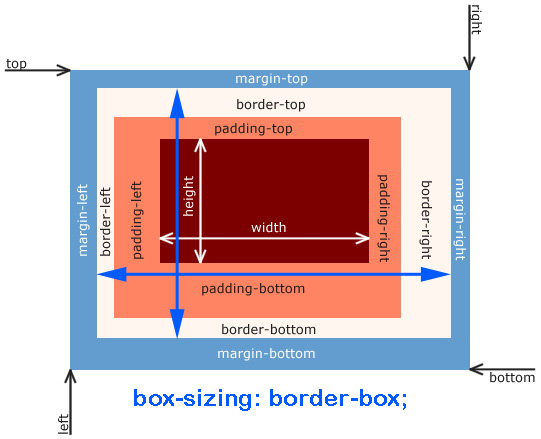 right
top
margin-top
border-top
padding-top
margin-left
border-left
padding-left
height
width
padding-right
border-right
margin-right
padding-bottom
border-bottom
margin-bottom
bottom
left
box-sizing: border-box;